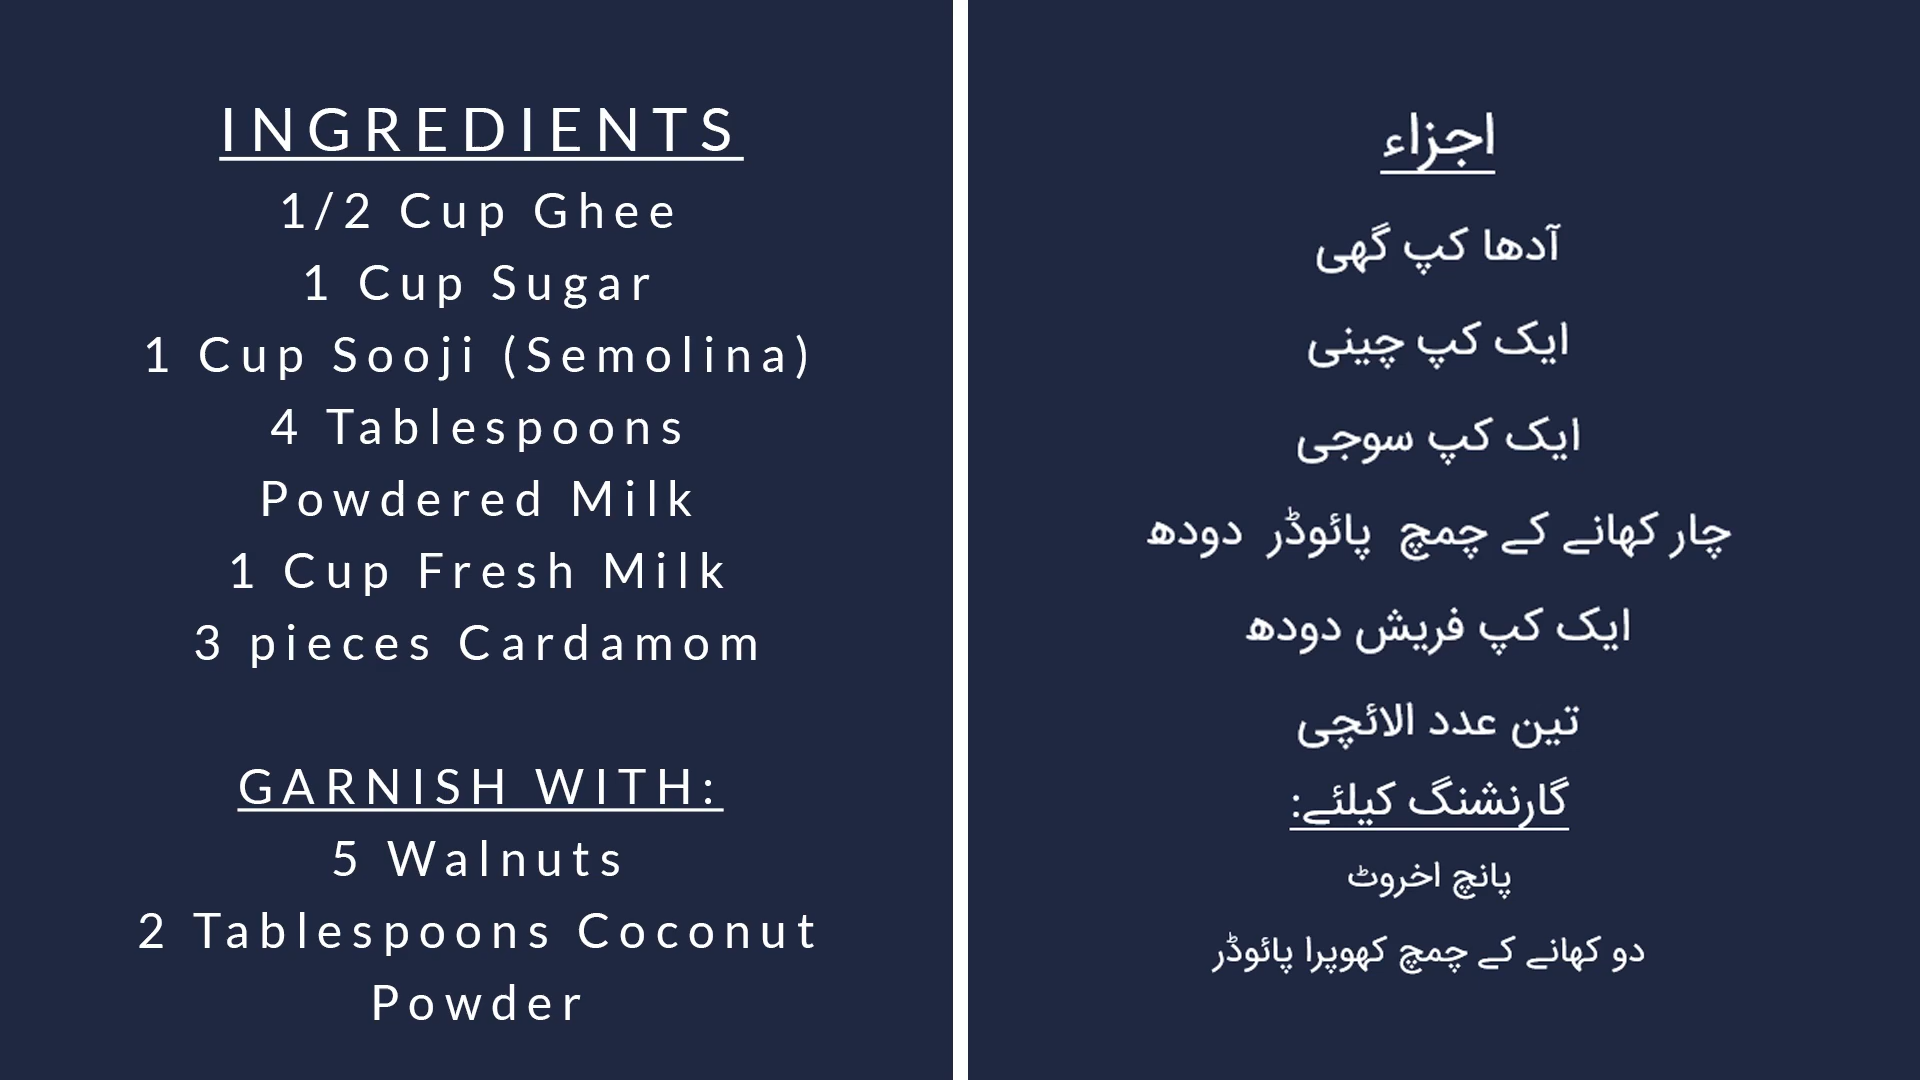 INGREDIENTS
1/2 Cup Ghee
1 Cup Sugar
1 Cup Sooji (Semolina)
4 Tablespoons
Powdered Milk
1 Cup Fresh Milk
3 pieces Cardamom
GARNISH WITH:
5 Walnuts
2 Tablespoons Coconut
Powder
اجزاء
آدھا کپ گھی
ایک کپ چینی
ایک کپ سوجی
چار کھانے کے چمچ پائوڈر دودھ
ایک کپ فریش دودھ
تین عدد الائچی
گارنشنگ کیلئے:
پانچ اخروٹ
دو کھانے کے چمچ کھوپرا پائوڈر